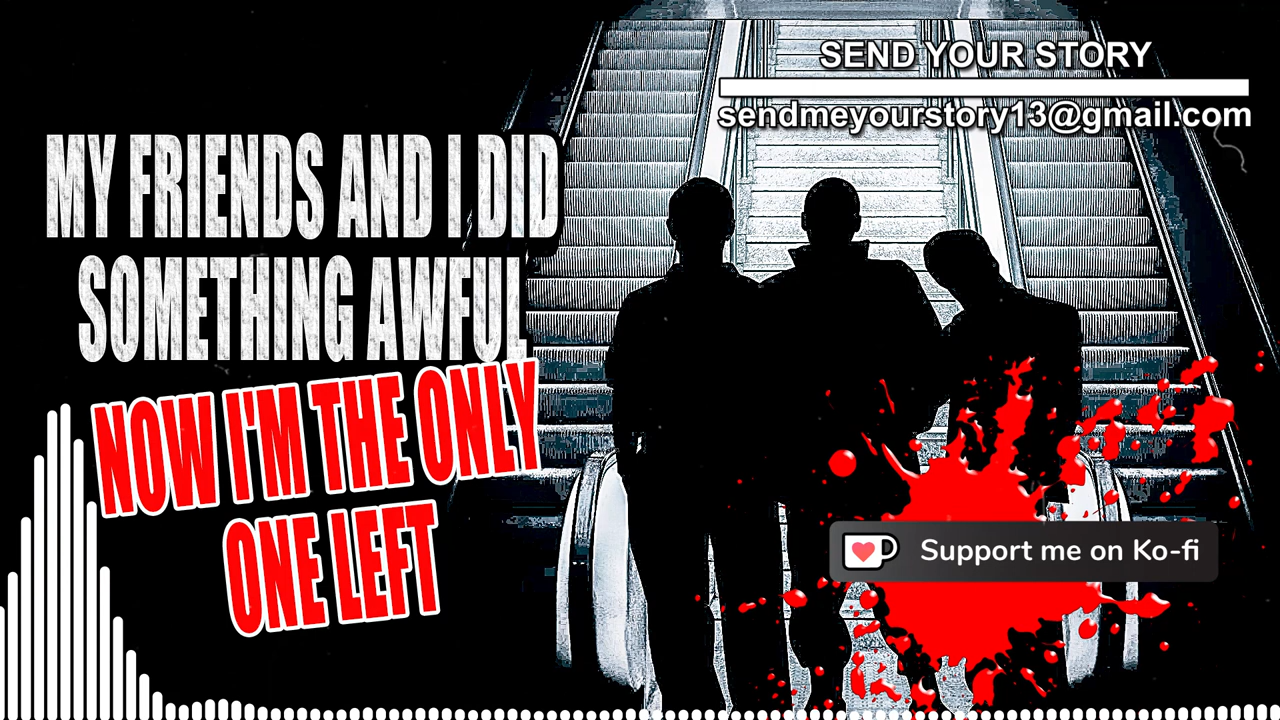 SEND YOUR STORY
sendmeyourstory13@gmail.com
MY FRIENDS AND I DID
SOMETHING AWFUL
NOW I'M THE ONLY
ONE LEFT
Support me on Ko-fi